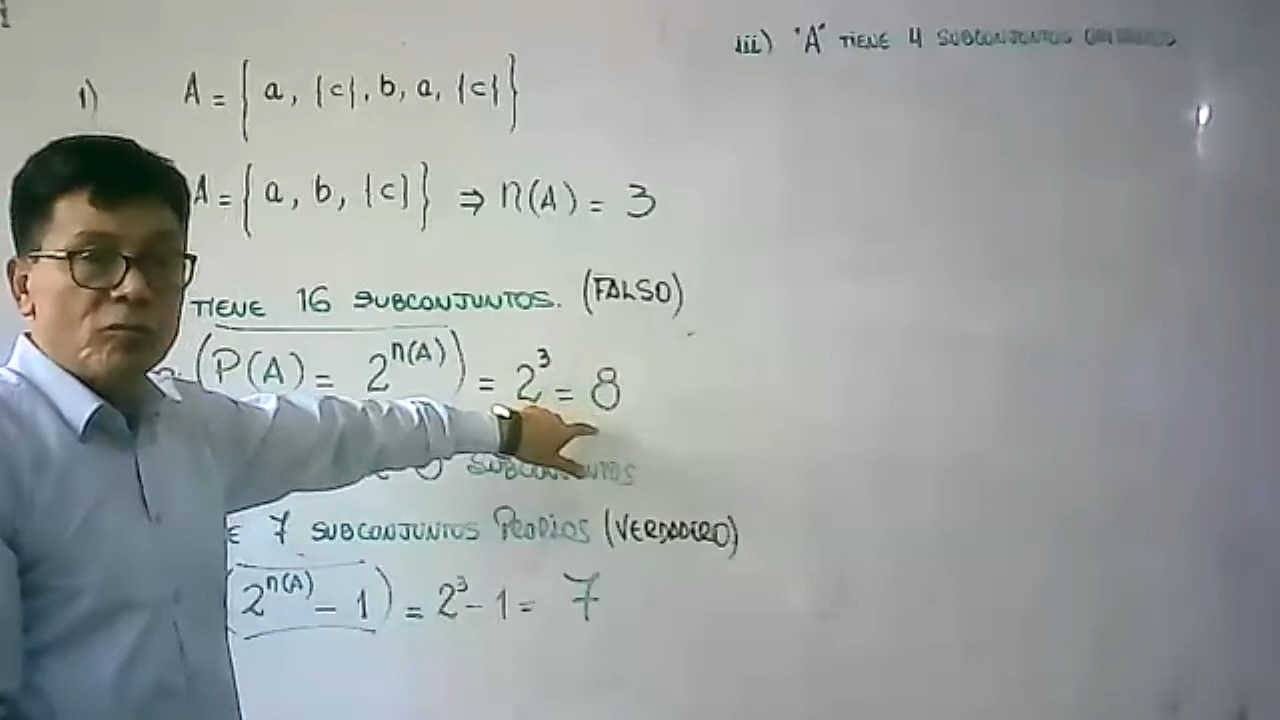 1) A = { a, {c}, b, a, {c} }
A = { a, b, {c} } ⇒ n(A) = 3
TIENE 16 SUBCONJUNTOS. (FALSO)
(P(A) = 2^n(A)) = 2^3 = 8
SUBCONJUNTOS
E 7 SUBCONJUNTOS PROPIOS (VERDADERO)
(2^n(A) - 1) = 2^3 - 1 = 7
iii) "A" TIENE 4 SUBCONJUNTOS